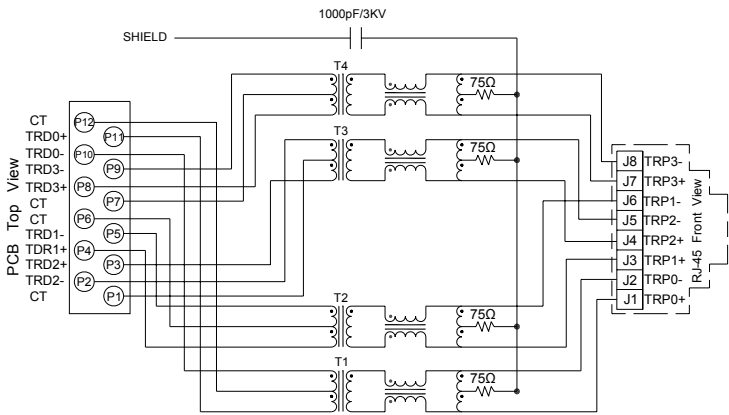 1000pF/3KV
SHIELD
T4
75Ω
T3
75Ω
T2
75Ω
T1
75Ω
PCB Top View
CT
TRD0+
TRD0-
TRD3-
TRD3+
CT
CT
TRD1-
TDR1+
TRD2+
TRD2-
CT
P12
P11
P10
P9
P8
P7
P6
P5
P4
P3
P2
P1
J8 TRP3-
J7 TRP3+
J6 TRP1-
J5 TRP2-
J4 TRP2+
J3 TRP1+
J2 TRP0-
J1 TRP0+
RJ-45 Front View